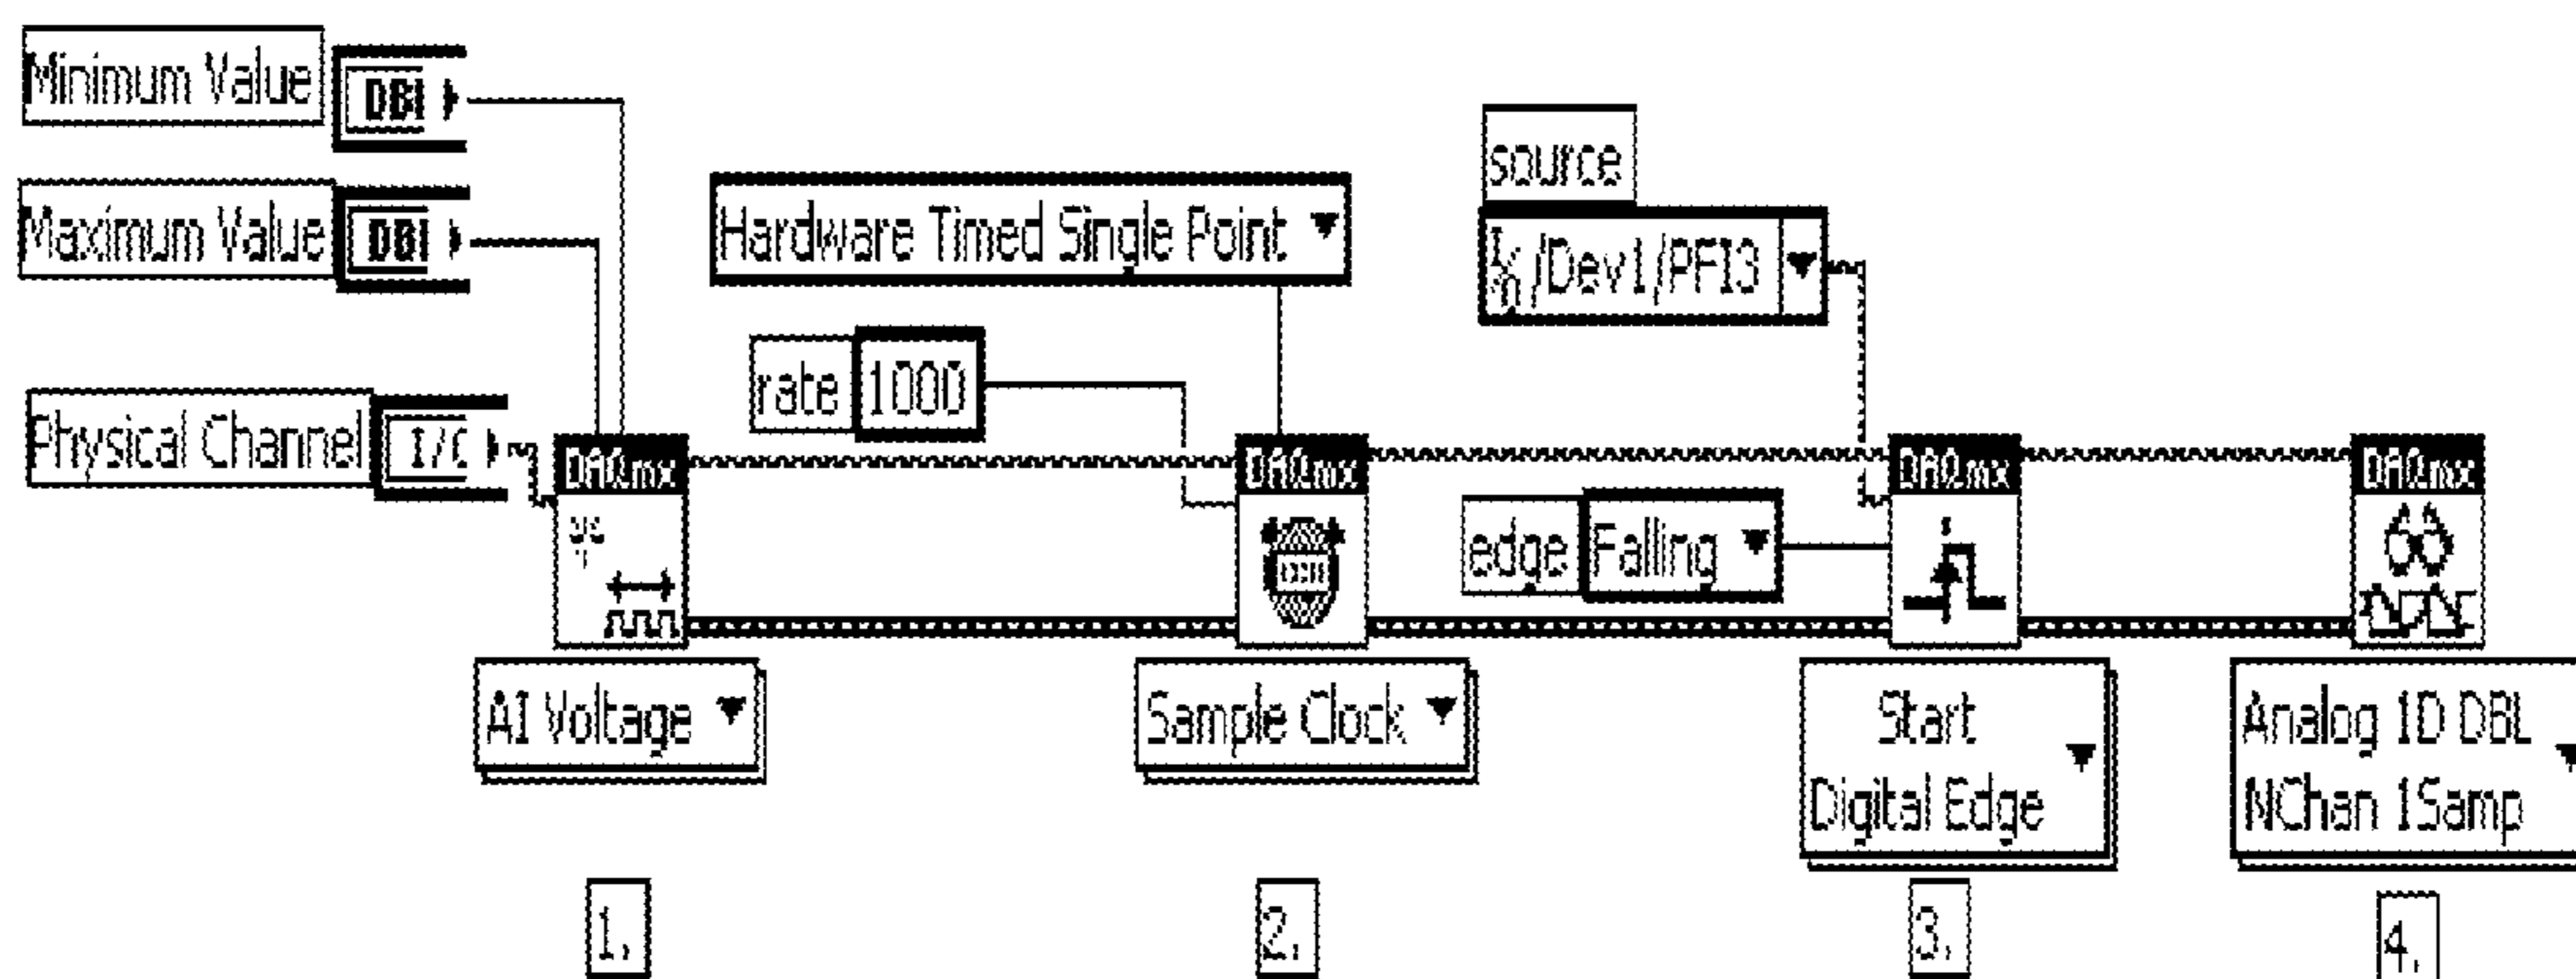 Minimum Value
DBl
Maximum Value
DBl
Physical Channel
I/O
Hardware Timed Single Point
rate 1000
source
I/O /Dev1/PFI3
edge Falling
DAQmx
DAQmx
DAQmx
DAQmx
AI Voltage
Sample Clock
Start
Digital Edge
Analog 1D DBL
NChan 1Samp
1.
2.
3.
4.